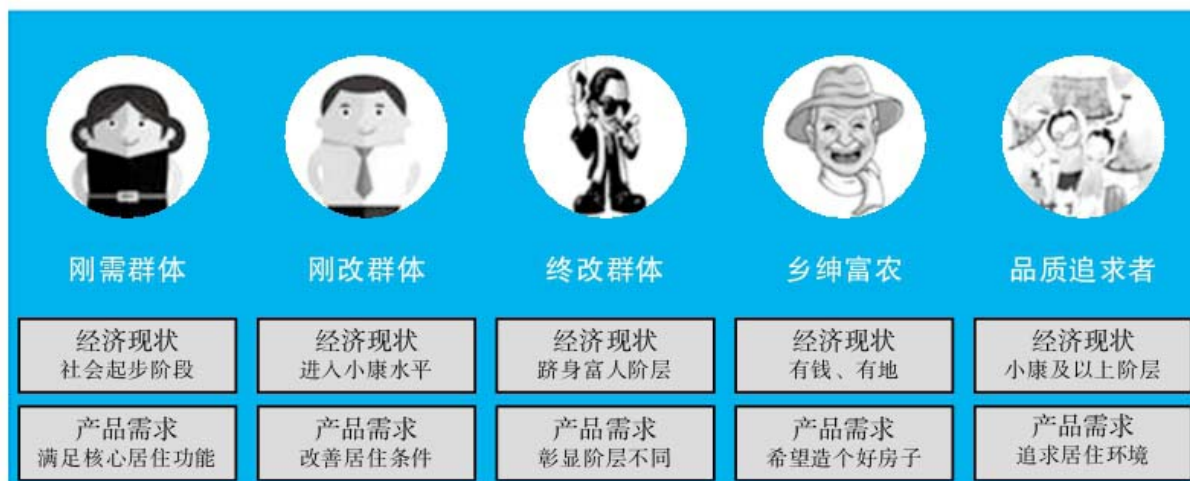 刚需群体
刚改群体
终改群体
乡绅富农
品质追求者
经济现状
社会起步阶段
经济现状
进入小康水平
经济现状
跻身富人阶层
经济现状
有钱、有地
经济现状
小康及以上阶层
产品需求
满足核心居住功能
产品需求
改善居住条件
产品需求
彰显阶层不同
产品需求
希望造个好房子
产品需求
追求居住环境